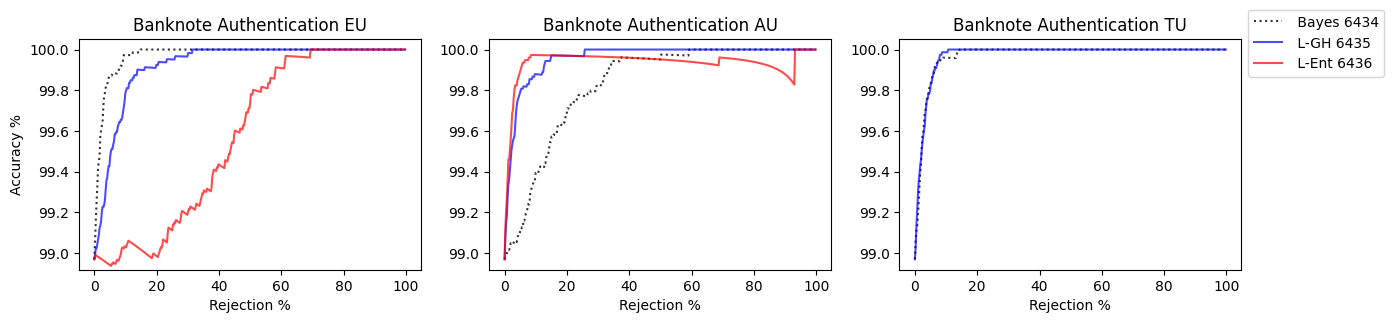 Banknote Authentication EU
100.0
99.8
99.6
99.4
99.2
99.0
Accuracy %
0 20 40 60 80 100
Rejection %
Banknote Authentication AU
100.0
99.8
99.6
99.4
99.2
99.0
0 20 40 60 80 100
Rejection %
Banknote Authentication TU
100.0
99.8
99.6
99.4
99.2
99.0
0 20 40 60 80 100
Rejection %
Bayes 6434
L-GH 6435
L-Ent 6436